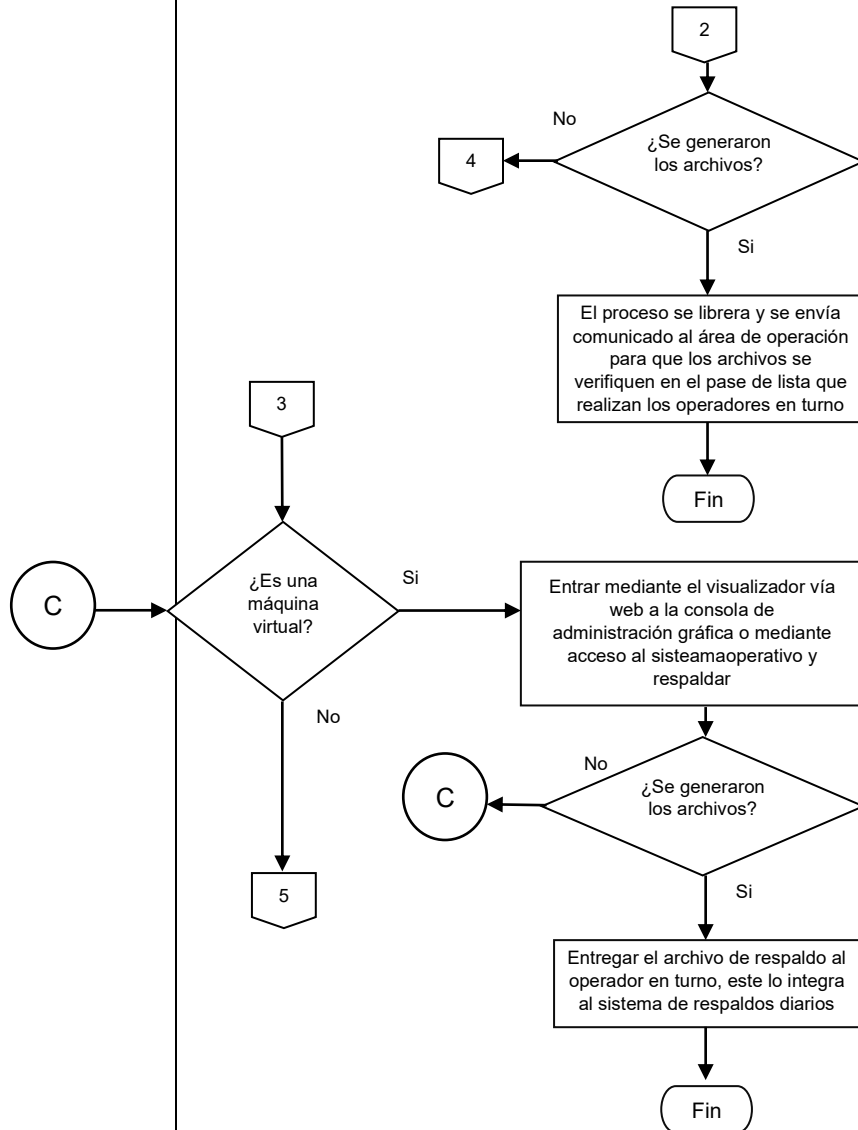 2
No
¿Se generaron
los archivos?
4
Si
El proceso se librera y se envía
comunicado al área de operación
para que los archivos se
verifiquen en el pase de lista que
realizan los operadores en turno
3
Fin
C
¿Es una
máquina
virtual?
Si
Entrar mediante el visualizador vía
web a la consola de
administración gráfica o mediante
acceso al sisteamaoperativo y
respaldar
No
No
¿Se generaron
los archivos?
C
5
Si
Entregar el archivo de respaldo al
operador en turno, este lo integra
al sistema de respaldos diarios
Fin